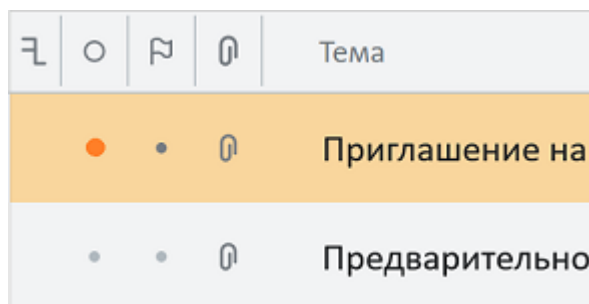 Тема
Приглашение на
Предварительно